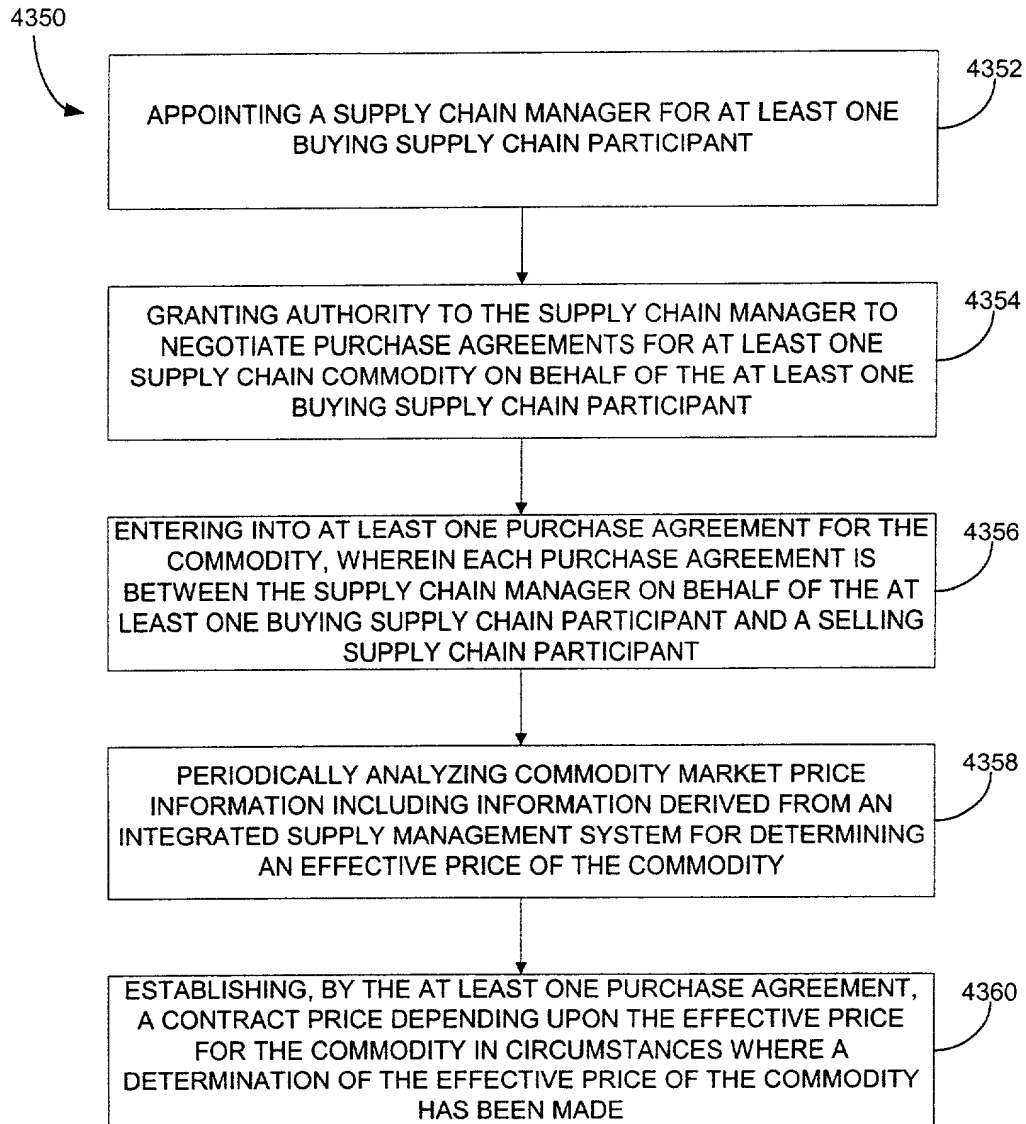 4350
4352
APPOINTING A SUPPLY CHAIN MANAGER FOR AT LEAST ONE
BUYING SUPPLY CHAIN PARTICIPANT
4354
GRANTING AUTHORITY TO THE SUPPLY CHAIN MANAGER TO
NEGOTIATE PURCHASE AGREEMENTS FOR AT LEAST ONE
SUPPLY CHAIN COMMODITY ON BEHALF OF THE AT LEAST ONE
BUYING SUPPLY CHAIN PARTICIPANT
4356
ENTERING INTO AT LEAST ONE PURCHASE AGREEMENT FOR THE
COMMODITY, WHEREIN EACH PURCHASE AGREEMENT IS
BETWEEN THE SUPPLY CHAIN MANAGER ON BEHALF OF THE AT
LEAST ONE BUYING SUPPLY CHAIN PARTICIPANT AND A SELLING
SUPPLY CHAIN PARTICIPANT
4358
PERIODICALLY ANALYZING COMMODITY MARKET PRICE
INFORMATION INCLUDING INFORMATION DERIVED FROM AN
INTEGRATED SUPPLY MANAGEMENT SYSTEM FOR DETERMINING
AN EFFECTIVE PRICE OF THE COMMODITY
4360
ESTABLISHING, BY THE AT LEAST ONE PURCHASE AGREEMENT,
A CONTRACT PRICE DEPENDING UPON THE EFFECTIVE PRICE
FOR THE COMMODITY IN CIRCUMSTANCES WHERE A
DETERMINATION OF THE EFFECTIVE PRICE OF THE COMMODITY
HAS BEEN MADE